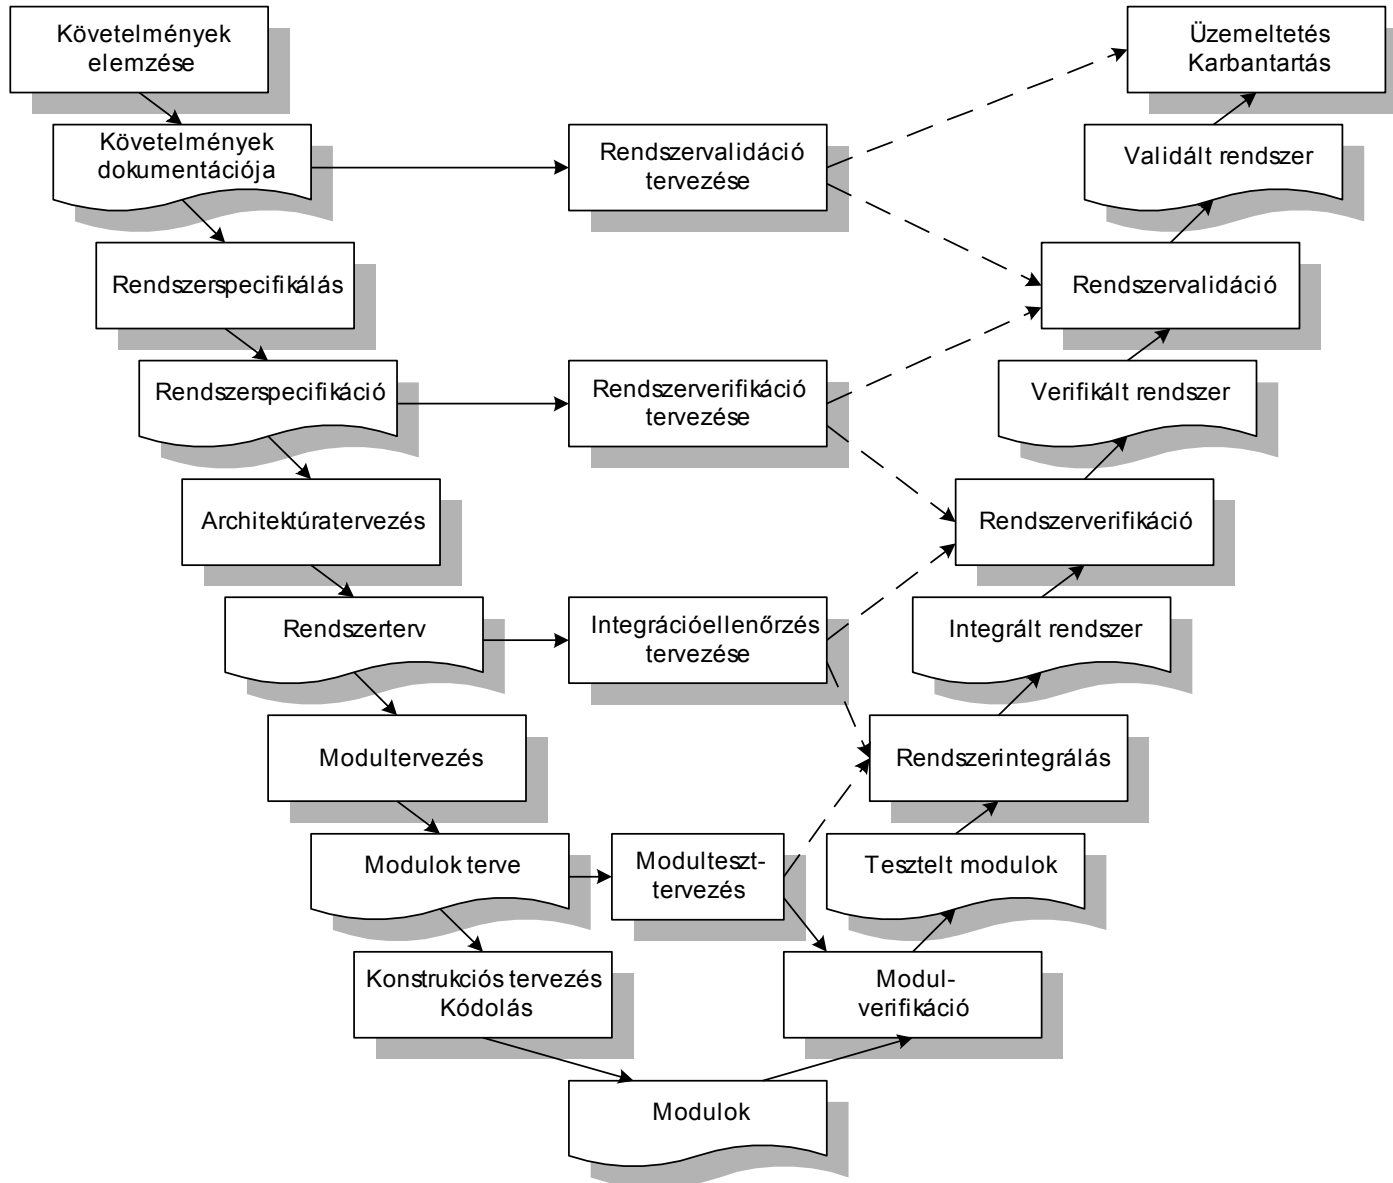 Követelmények
elemzése
Üzemeltetés
Karbantartás
Követelmények
dokumentációja
Rendszervalidáció
tervezése
Validált rendszer
Rendszerspecifikálás
Rendszervalidáció
Rendszerspecifikáció
Rendszerverifikáció
tervezése
Verifikált rendszer
Architektúratervezés
Rendszerverifikáció
Rendszerterv
Integrációellenőrzés
tervezése
Integrált rendszer
Modultervezés
Rendszerintegrálás
Modulok terve
Modulteszt-
tervezés
Tesztelt modulok
Konstrukciós tervezés
Kódolás
Modul-
verifikáció
Modulok